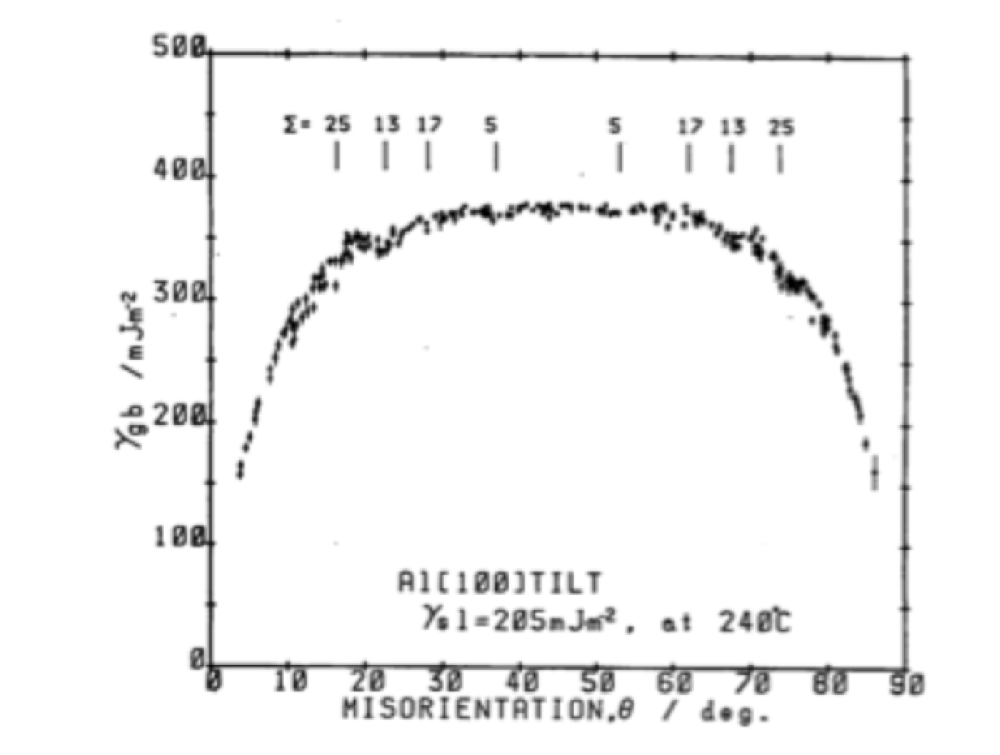 500
Σ= 25 13 17 5 5 17 13 25
400
300
γgb /mJm⁻²
200
100
Al[100]TILT
γsl=205mJm⁻², at 240℃
0
0 10 20 30 40 50 60 70 80 90
MISORIENTATION,θ / deg.